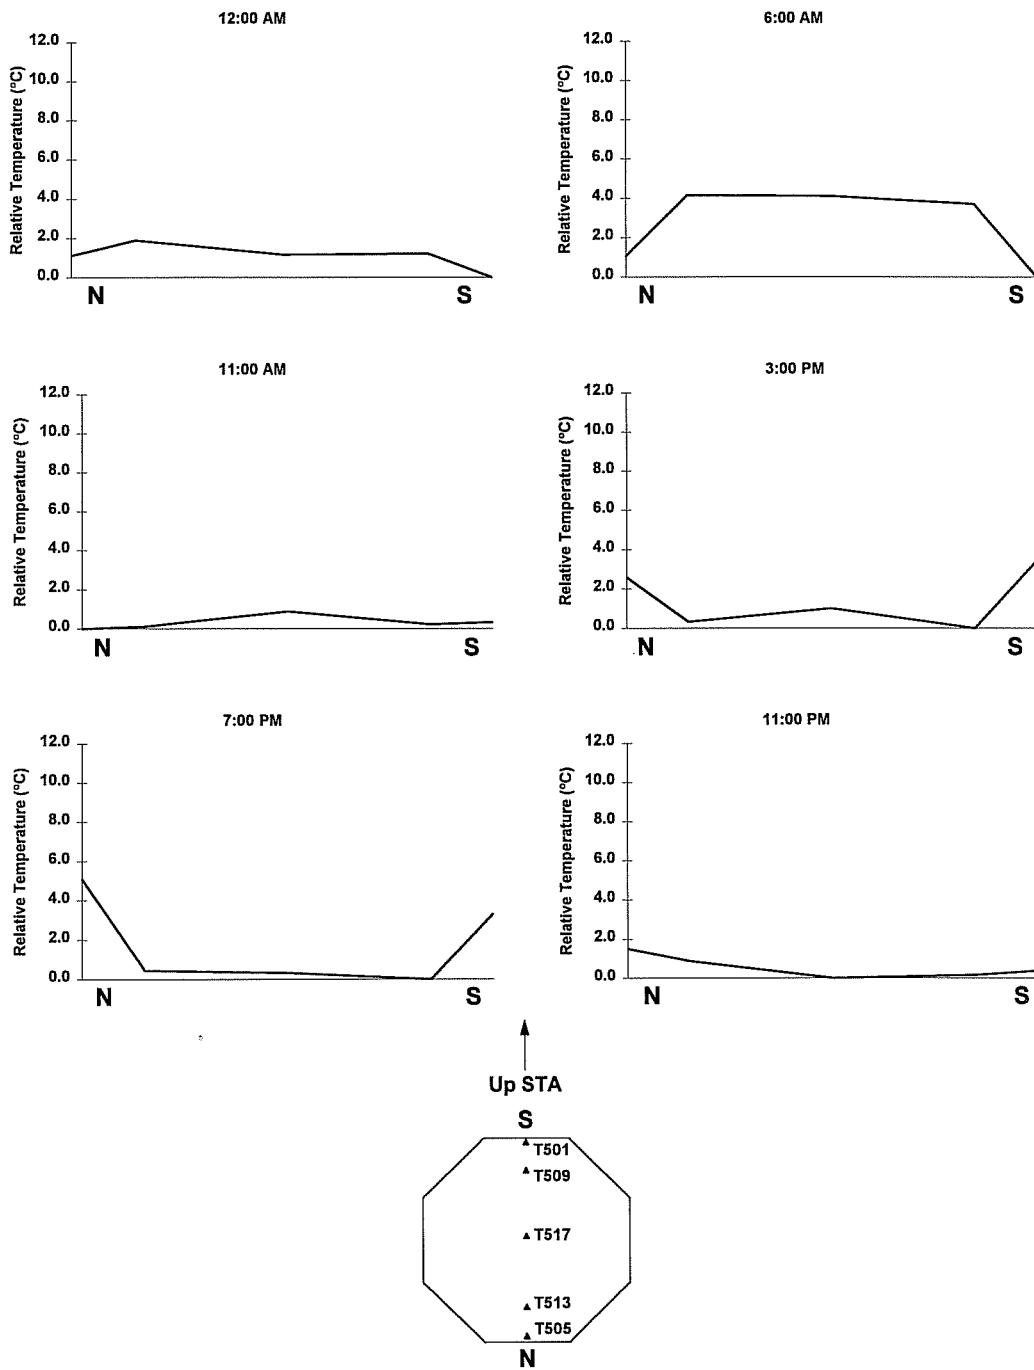 12:00 AM
Relative Temperature (ºC)
12.0
10.0
8.0
6.0
4.0
2.0
0.0
N
S
6:00 AM
Relative Temperature (ºC)
12.0
10.0
8.0
6.0
4.0
2.0
0.0
N
S
11:00 AM
Relative Temperature (ºC)
12.0
10.0
8.0
6.0
4.0
2.0
0.0
N
S
3:00 PM
Relative Temperature (ºC)
12.0
10.0
8.0
6.0
4.0
2.0
0.0
N
S
7:00 PM
Relative Temperature (ºC)
12.0
10.0
8.0
6.0
4.0
2.0
0.0
N
S
11:00 PM
Relative Temperature (ºC)
12.0
10.0
8.0
6.0
4.0
2.0
0.0
N
S
Up STA
S
T501
T509
T517
T513
T505
N